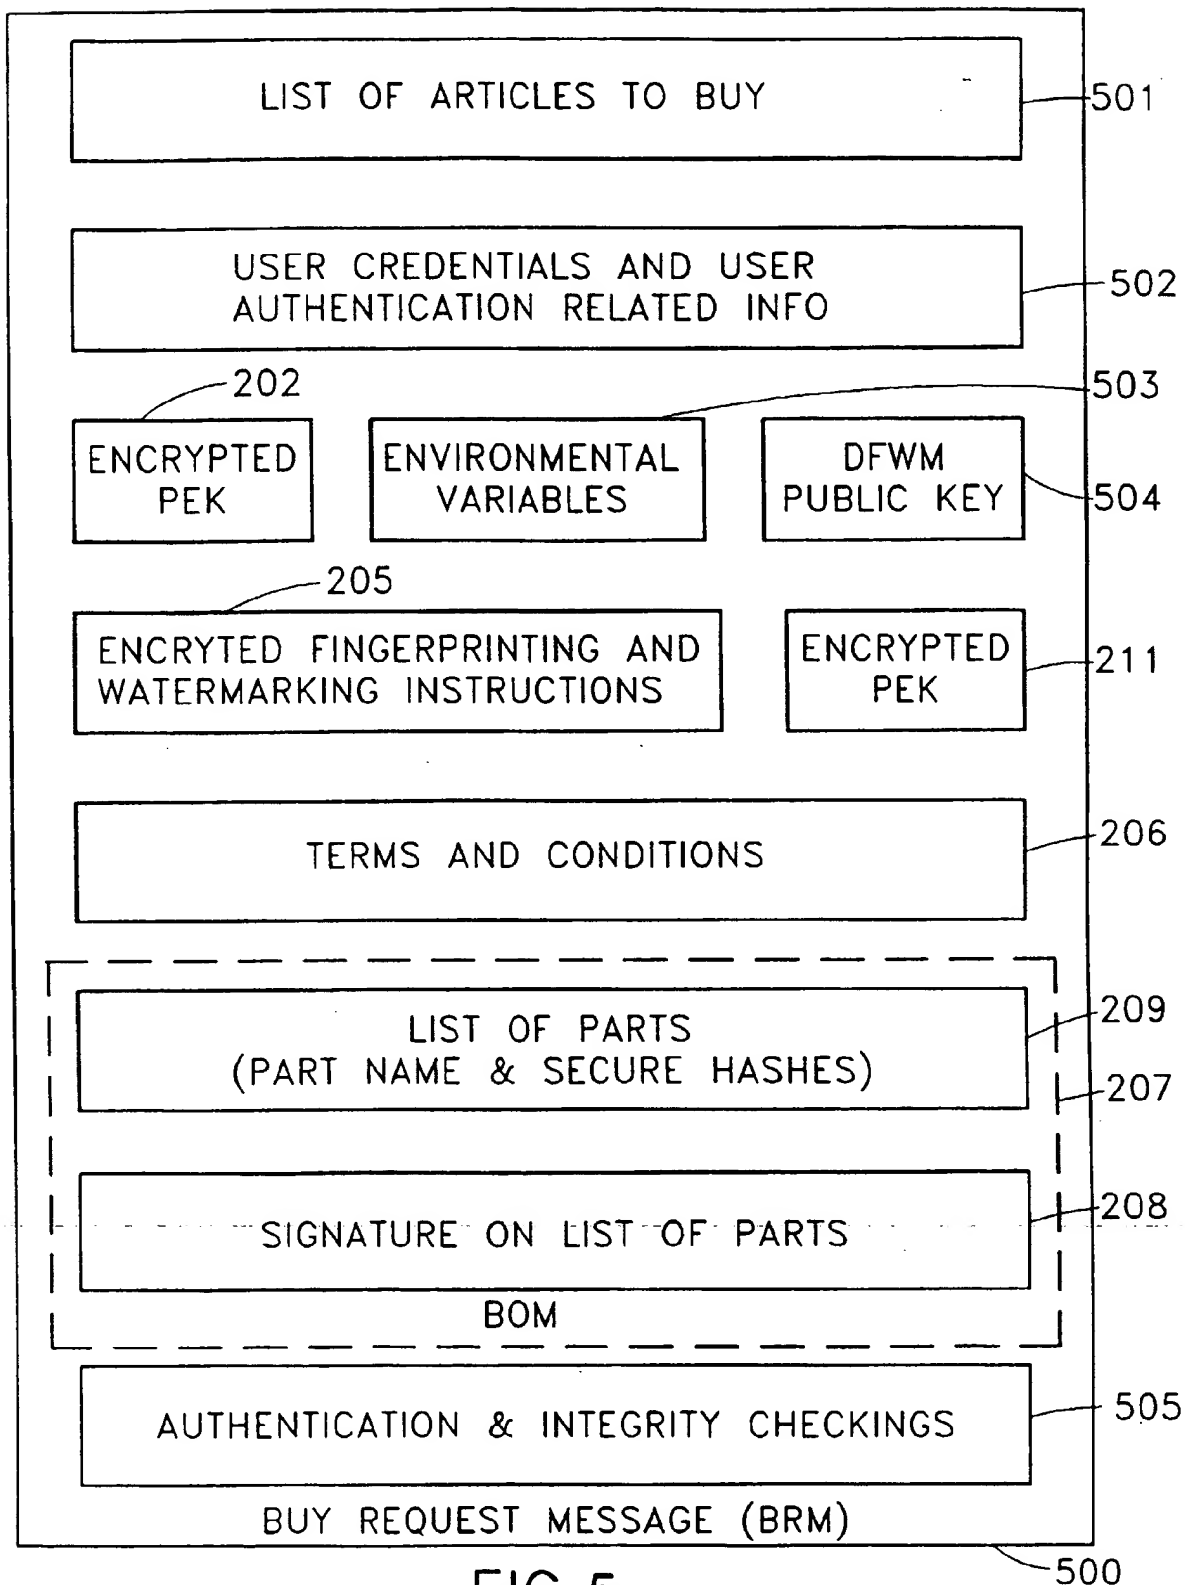 LIST OF ARTICLES TO BUY
501
USER CREDENTIALS AND USER
AUTHENTICATION RELATED INFO
502
202
503
ENCRYPTED
PEK
ENVIRONMENTAL
VARIABLES
DFWM
PUBLIC KEY
504
205
ENCRYTED FINGERPRINTING AND
WATERMARKING INSTRUCTIONS
ENCRYPTED
PEK
211
TERMS AND CONDITIONS
206
LIST OF PARTS
(PART NAME & SECURE HASHES)
209
207
SIGNATURE ON LIST OF PARTS
208
BOM
AUTHENTICATION & INTEGRITY CHECKINGS
505
BUY REQUEST MESSAGE (BRM)
500
FIG.5